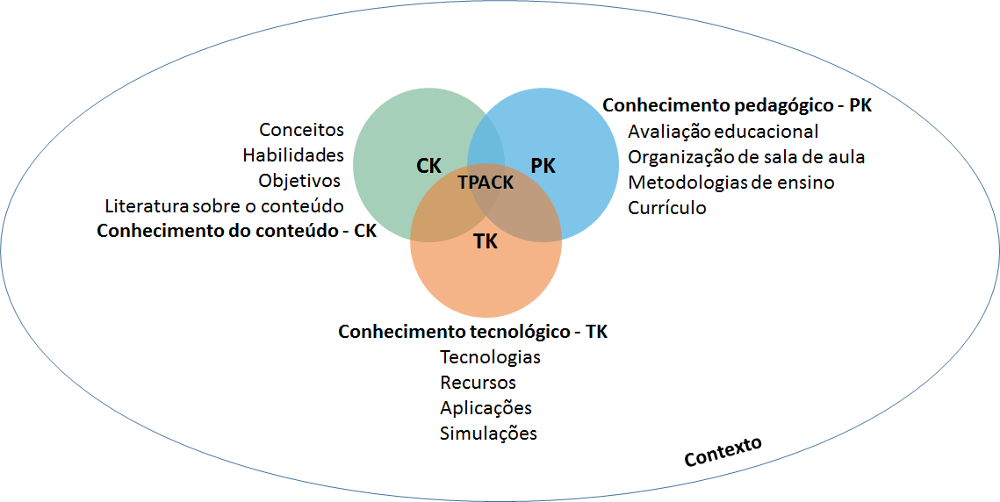 Conceitos
Habilidades
Objetivos
Literatura sobre o conteúdo
Conhecimento do conteúdo - CK
CK
PK
TPACK
TK
Conhecimento pedagógico - PK
Avaliação educacional
Organização de sala de aula
Metodologias de ensino
Currículo
Conhecimento tecnológico - TK
Tecnologias
Recursos
Aplicações
Simulações
Contexto